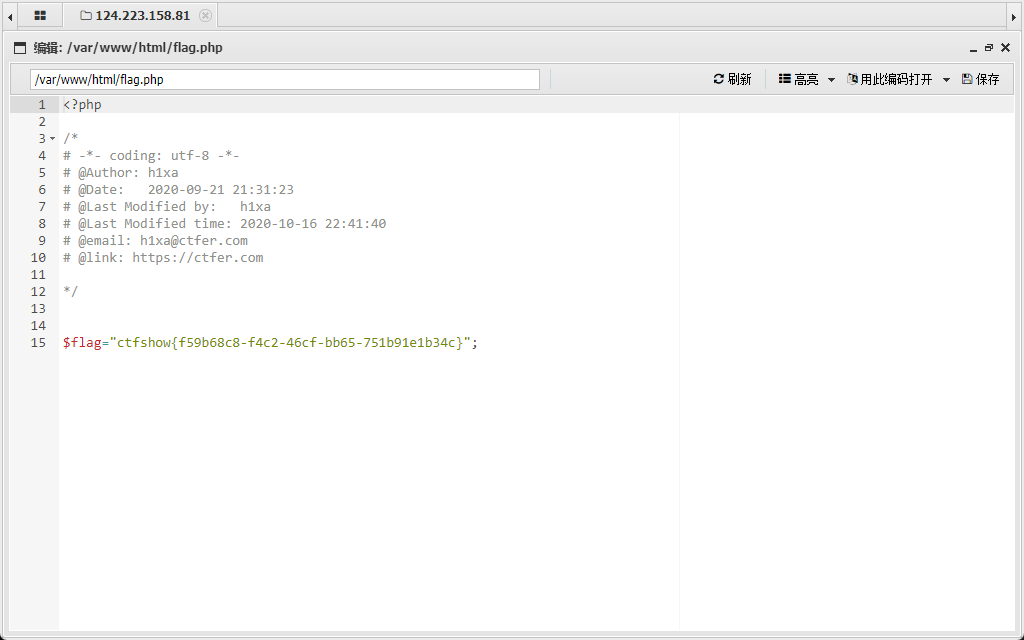 124.223.158.81
编辑: /var/www/html/flag.php
/var/www/html/flag.php 刷新 高亮 用此编码打开 保存
1 <?php
2
3 /*
4 # -*- coding: utf-8 -*-
5 # @Author: h1xa
6 # @Date:   2020-09-21 21:31:23
7 # @Last Modified by:   h1xa
8 # @Last Modified time: 2020-10-16 22:41:40
9 # @email: h1xa@ctfer.com
10 # @link: https://ctfer.com
11
12 */
13
14
15 $flag="ctfshow{f59b68c8-f4c2-46cf-bb65-751b91e1b34c}";